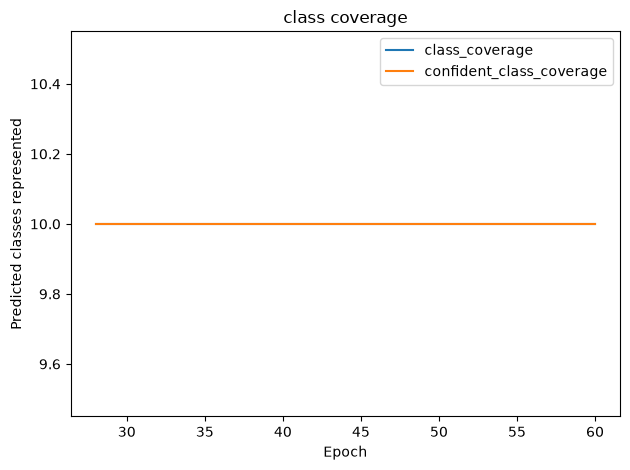 class coverage
class_coverage
confident_class_coverage
Predicted classes represented
10.4
10.2
10.0
9.8
9.6
30 35 40 45 50 55 60
Epoch